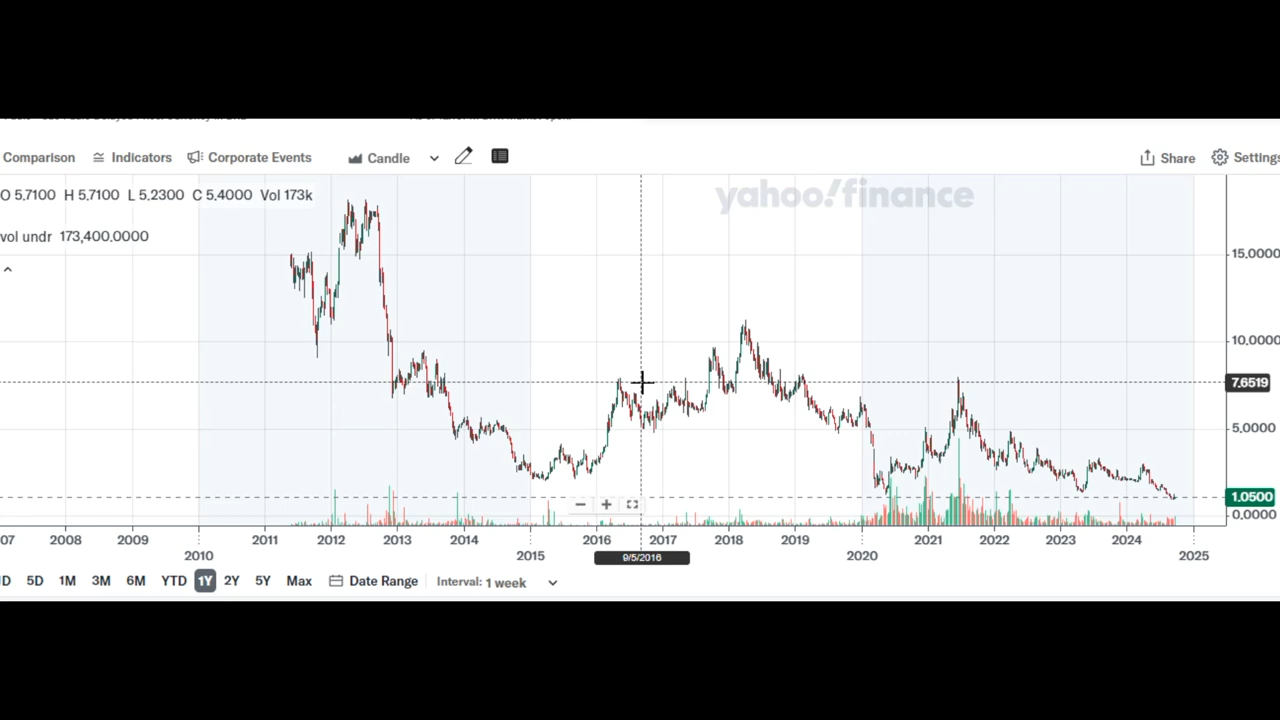 Comparison Indicators Corporate Events Candle Share Settings
O 5,7100 H 5,7100 L 5,2300 C 5,4000 Vol 173k
yahoo!finance
vol undr 173,400,0000
15,0000
10,0000
7.6519
5,0000
1.0500
0,0000
07 2008 2009 2010 2011 2012 2013 2014 2015 2016 2017 2018 2019 2020 2021 2022 2023 2024 2025
9/5/2016
1D 5D 1M 3M 6M YTD 1Y 2Y 5Y Max Date Range Interval: 1 week